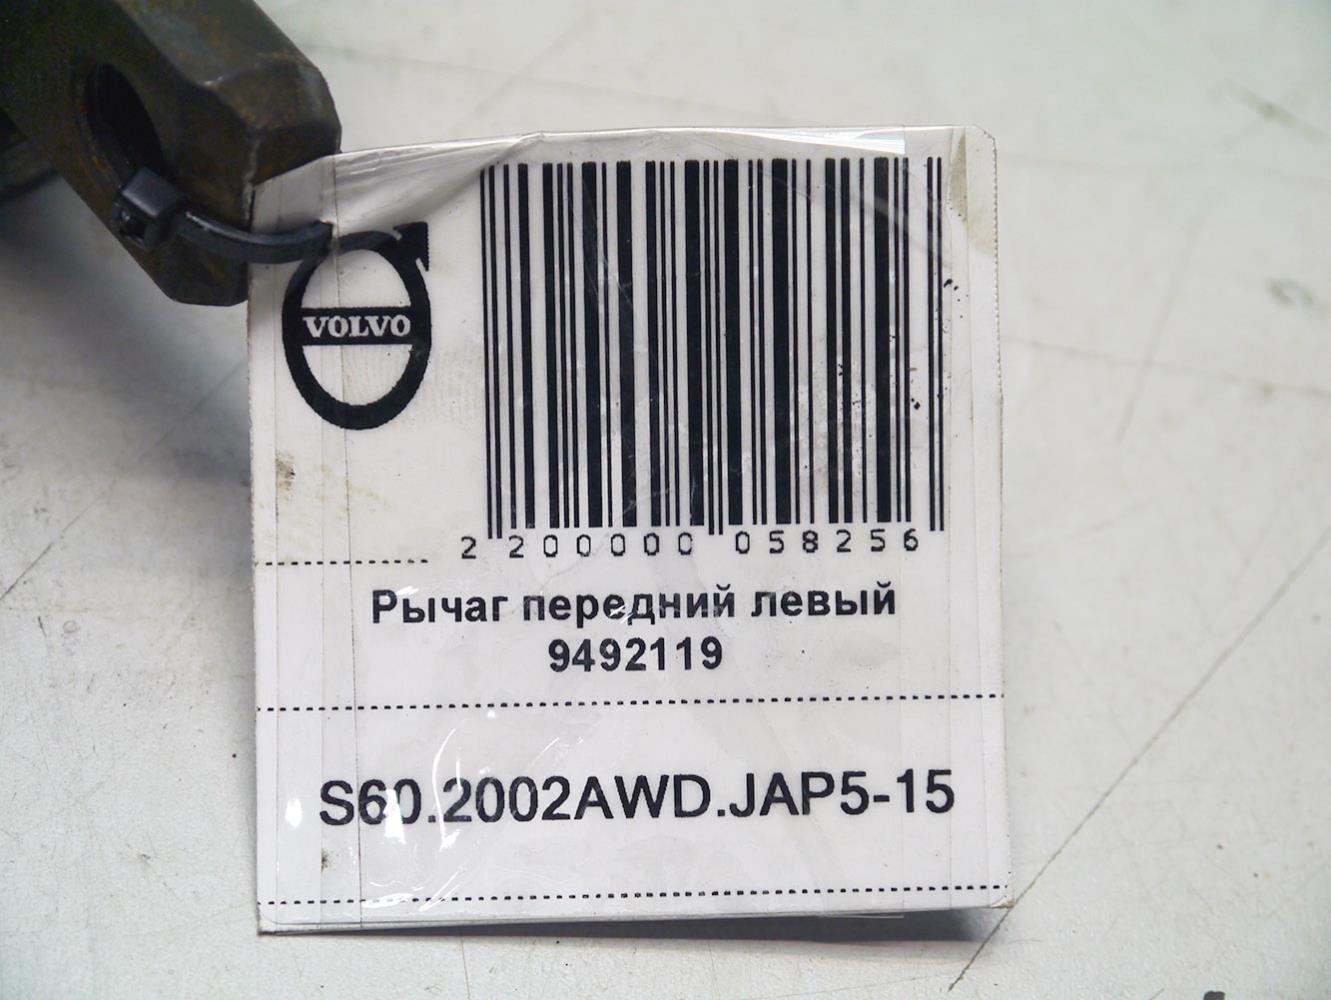 VOLVO
2 200000 058256
Рычаг передний левый
9492119
S60.2002AWD.JAP5-15